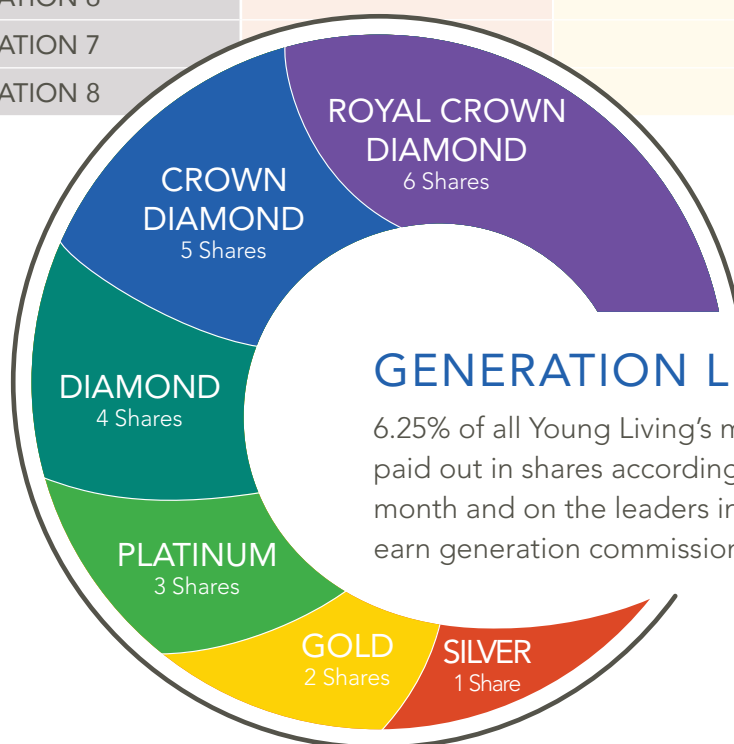 ATION 7
ATION 8
ROYAL CROWN
DIAMOND
6 Shares
CROWN
DIAMOND
5 Shares
DIAMOND
4 Shares
GENERATION L
6.25% of all Young Living’s m
paid out in shares according
month and on the leaders in
earn generation commission
PLATINUM
3 Shares
GOLD
2 Shares
SILVER
1 Share